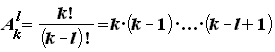 A_k^l = k!/(k-l)! = k·(k-1)·...·(k-l+1)